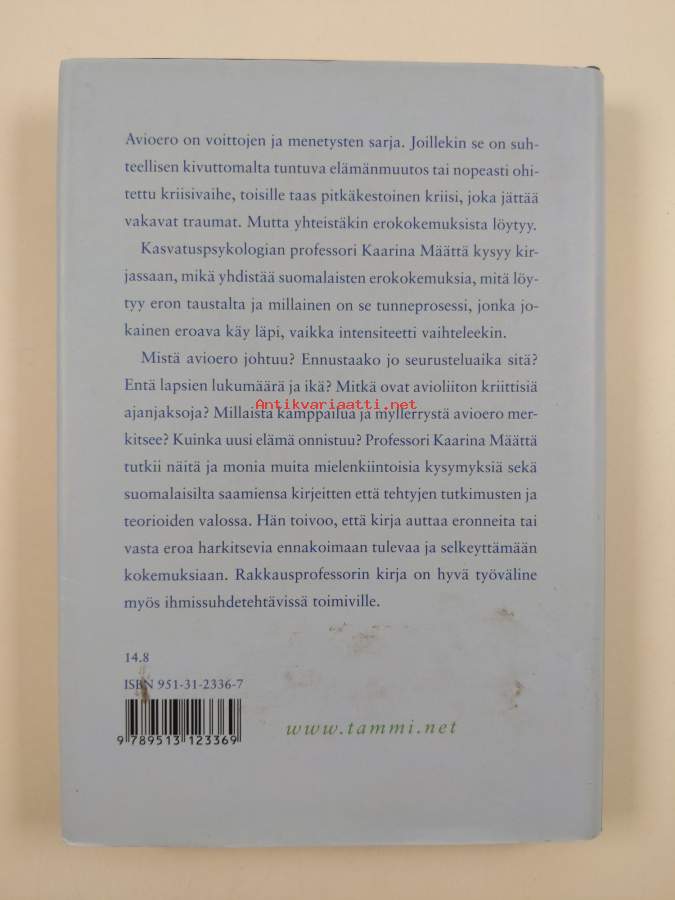 Avioero on voittojen ja menetysten sarja. Joillekin se on suh-
teellisen kivuttomalta tuntuva elämänmuutos tai nopeasti ohi-
tettu kriisivaihe, toisille taas pitkäkestoinen kriisi, joka jättää
vakavat traumat. Mutta yhteistäkin erokokemuksista löytyy.
Kasvatuspsykologian professori Kaarina Määttä kysyy kir-
jassaan, mikä yhdistää suomalaisten erokokemuksia, mitä löy-
tyy eron taustalta ja millainen on se tunneprosessi, jonka jo-
kainen eroava käy läpi, vaikka intensiteetti vaihteleekin.
Mistä avioero johtuu? Ennustaako jo seurusteluaika sitä?
Entä lapsien lukumäärä ja ikä? Mitkä ovat avioliiton kriittisiä
Antikvariaatti.net
ajanjaksoja? Millaista kamppailua ja myllerrystä avioero mer-
kitsee? Kuinka uusi elämä onnistuu? Professori Kaarina Määttä
tutkii näitä ja monia muita mielenkiintoisia kysymyksiä sekä
suomalaisilta saamiensa kirjeitten että tehtyjen tutkimusten ja
teorioiden valossa. Hän toivoo, että kirja auttaa eronneita tai
vasta eroa harkitsevia ennakoimaan tulevaa ja selkeyttämään
kokemuksiaan. Rakkausprofessorin kirja on hyvä työväline
myös ihmissuhdetehtävissä toimiville.
14.8
ISBN 951-31-2336-7
9 789513 123369
www.tammi.net